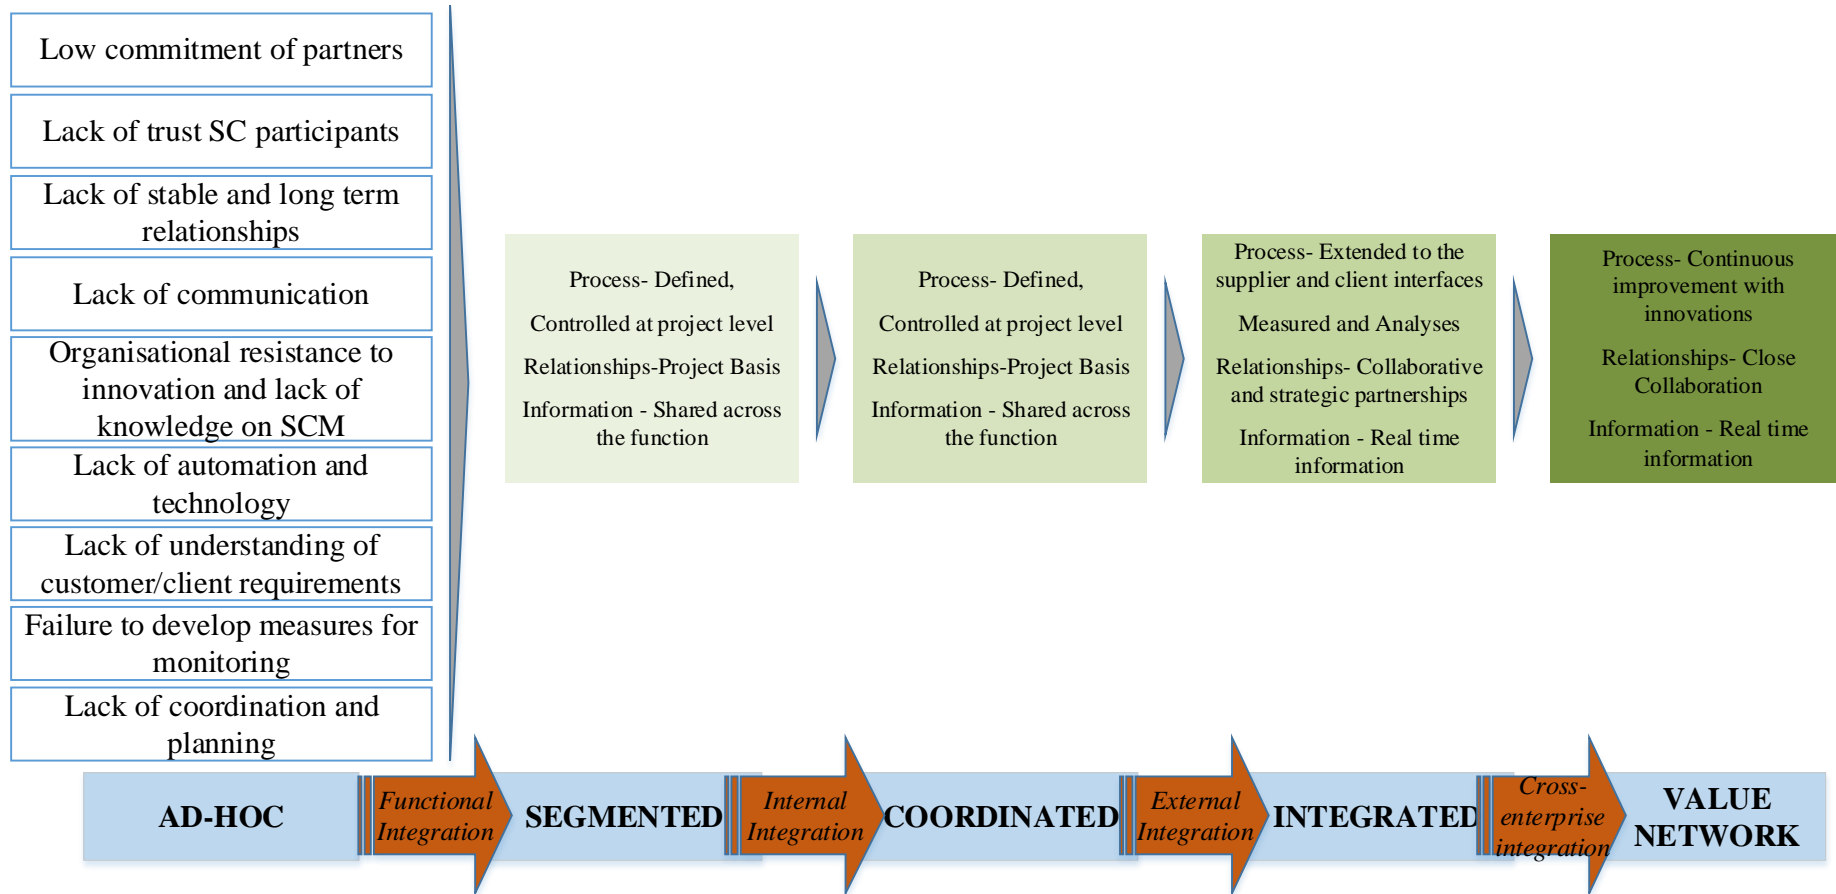 Low commitment of partners
Lack of trust SC participants
Lack of stable and long term
relationships
Lack of communication
Organisational resistance to
innovation and lack of
knowledge on SCM
Lack of automation and
technology
Lack of understanding of
customer/client requirements
Failure to develop measures for
monitoring
Lack of coordination and
planning
Process- Defined,
Controlled at project level
Relationships-Project Basis
Information - Shared across
the function
Process- Defined,
Controlled at project level
Relationships-Project Basis
Information - Shared across
the function
Process- Extended to the
supplier and client interfaces
Measured and Analyses
Relationships- Collaborative
and strategic partnerships
Information - Real time
information
Process- Continuous
improvement with
innovations
Relationships- Close
Collaboration
Information - Real time
information
AD-HOC
Functional
Integration
SEGMENTED
Internal
Integration
COORDINATED
External
Integration
INTEGRATED
Cross-
enterprise
integration
VALUE
NETWORK